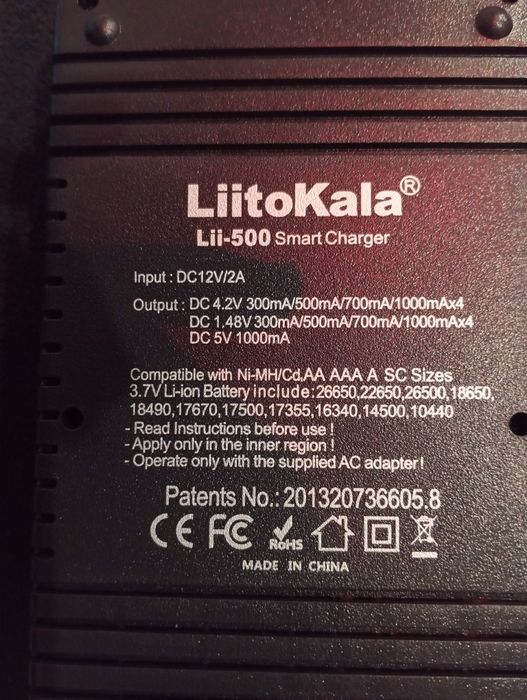 LiitoKala®
Lii-500 Smart Charger
Input : DC12V/2A
Output : DC 4.2V 300mA/500mA/700mA/1000mAx4
DC 1.48V 300mA/500mA/700mA/1000mAx4
DC 5V 1000mA
Compatible with Ni-MH/Cd,AA AAA A SC Sizes
3.7V Li-ion Battery include: 26650,22650,26500,18650,
18490,17670,17500,17355,16340,14500,10440
- Read Instructions before use !
- Apply only in the inner region !
- Operate only with the supplied AC adapter!
Patents No.: 201320736605.8
CE FC RoHS
MADE IN CHINA